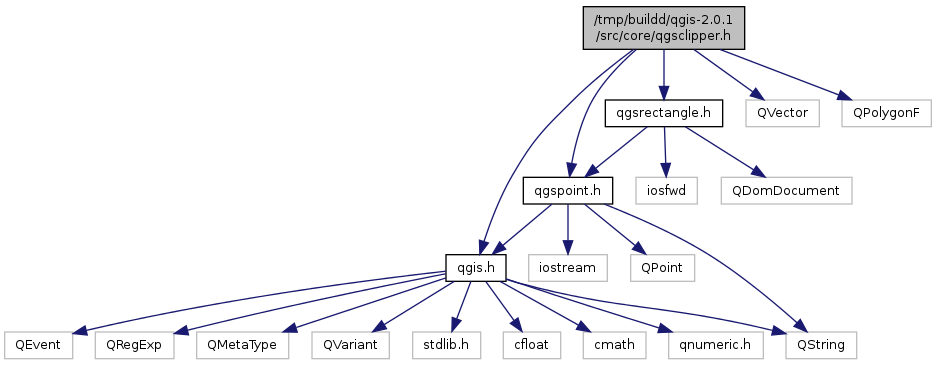 /tmp/buildd/qgis-2.0.1
/src/core/qgsclipper.h
qgsrectangle.h
QVector
QPolygonF
qgspoint.h
iosfwd
QDomDocument
qgis.h
iostream
QPoint
QEvent
QRegExp
QMetaType
QVariant
stdlib.h
cfloat
cmath
qnumeric.h
QString